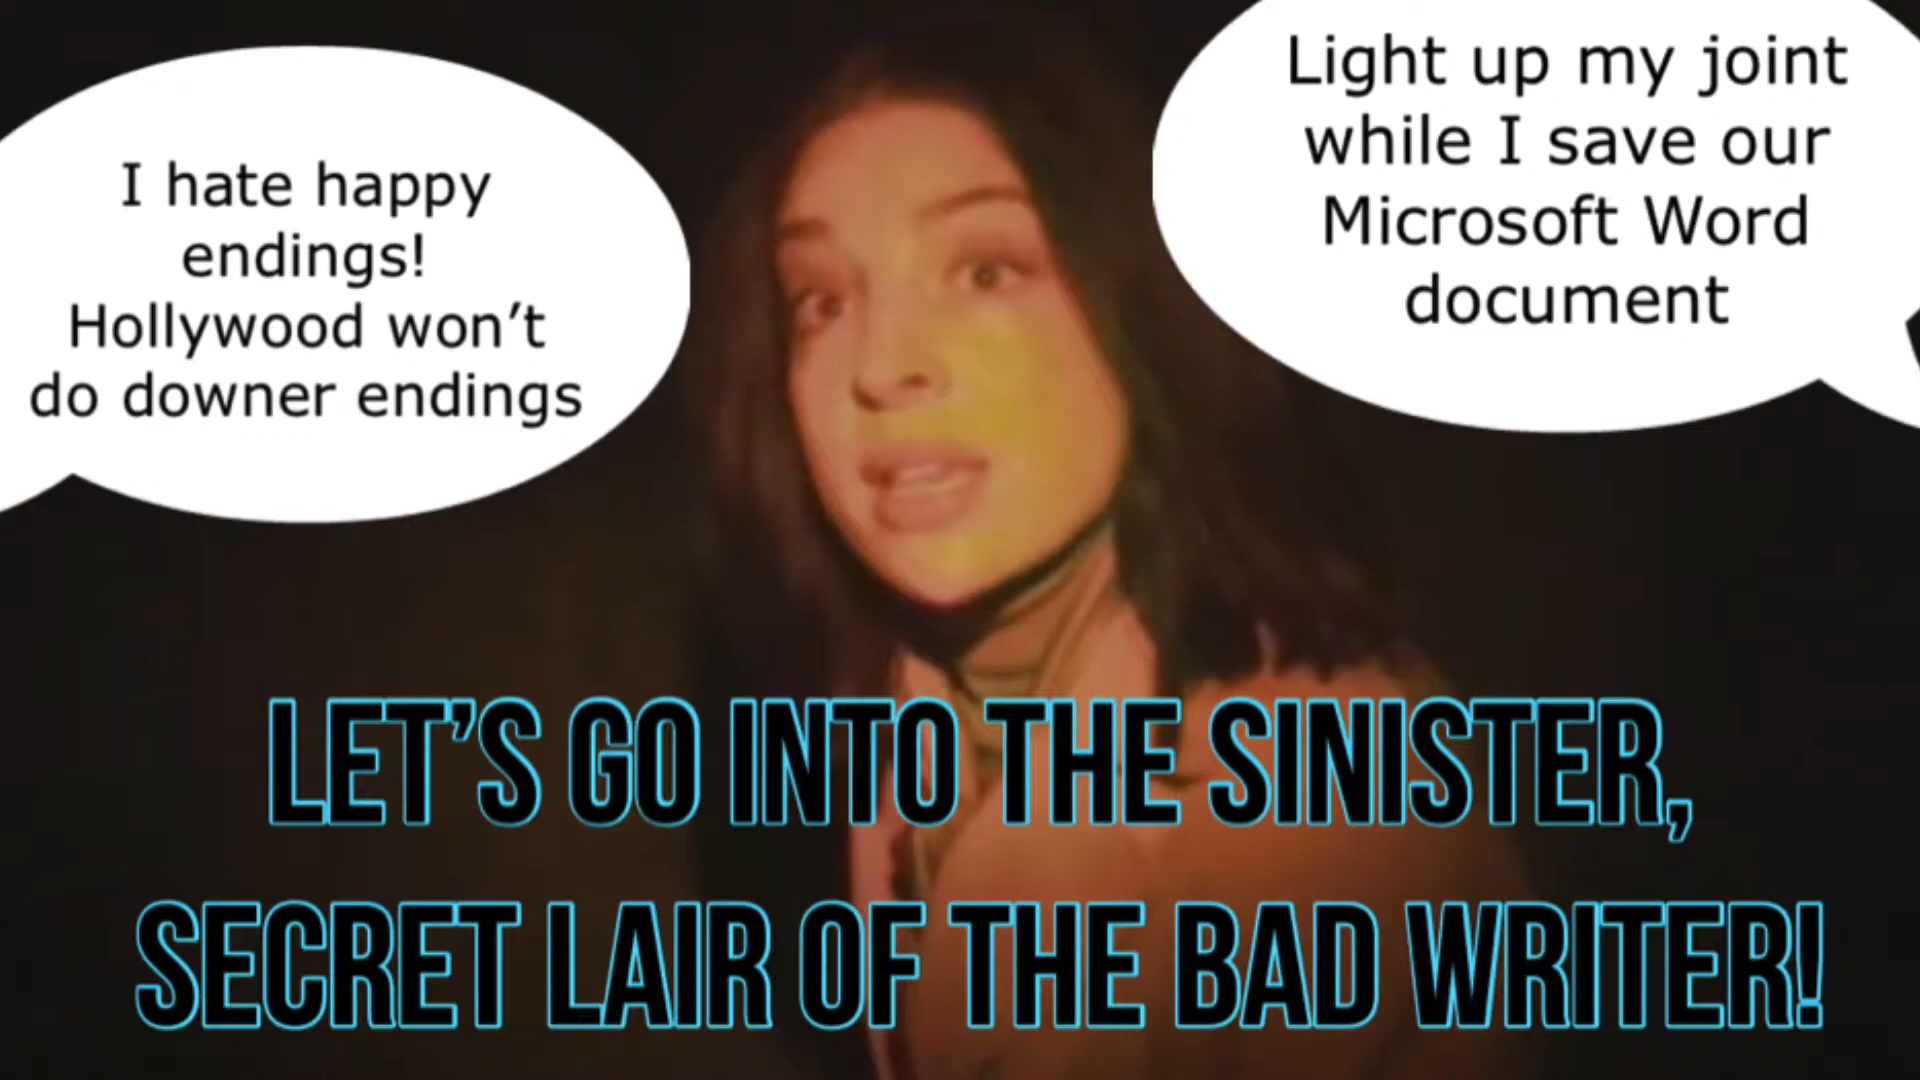 I hate happy
endings!
Hollywood won't
do downer endings
Light up my joint
while I save our
Microsoft Word
document
LET'S GO INTO THE SINISTER,
SECRET LAIR OF THE BAD WRITER!